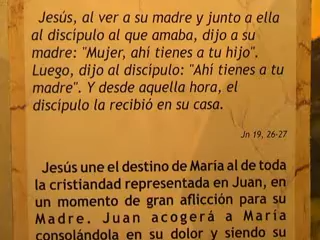 Jesús, al ver a su madre y junto a ella
al discípulo al que amaba, dijo a su
madre: "Mujer, ahí tienes a tu hijo".
Luego, dijo al discípulo: "Ahí tienes a tu
madre". Y desde aquella hora, el
discípulo la recibió en su casa.
Jn 19, 26-27
Jesús une el destino de María al de toda
la cristiandad representada en Juan, en
un momento de gran aflicción para su
Madre. Juan acogerá a María
consolándola en su dolor y siendo su